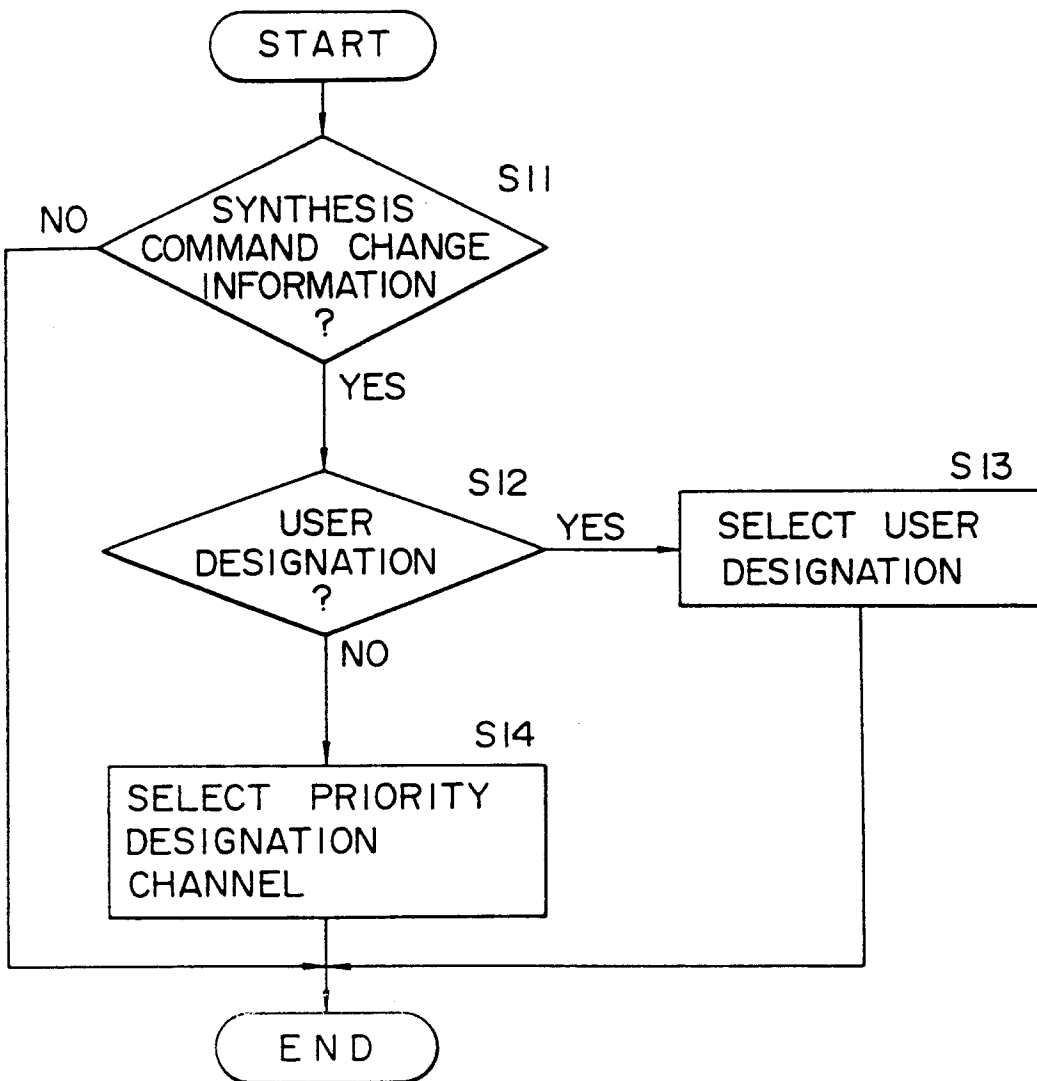 START
S11
NO
SYNTHESIS
COMMAND CHANGE
INFORMATION
?
YES
S12
USER
DESIGNATION
?
YES
S13
SELECT USER
DESIGNATION
NO
S14
SELECT PRIORITY
DESIGNATION
CHANNEL
END